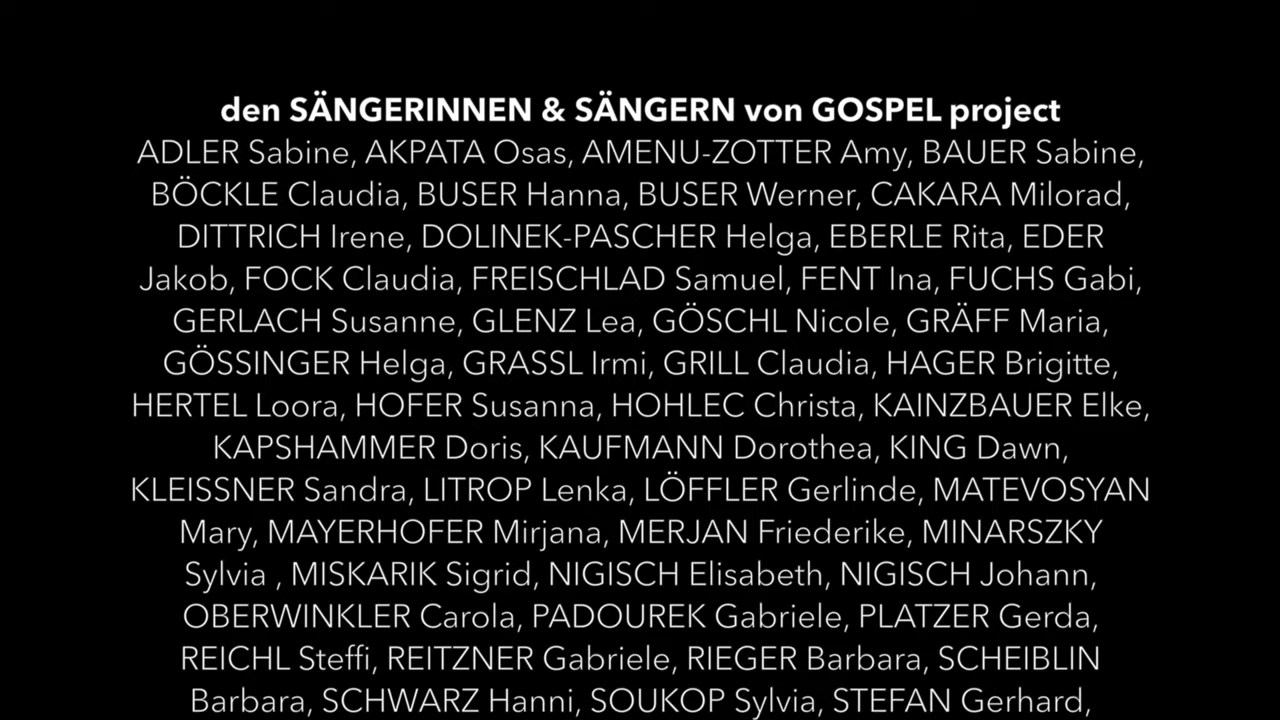 den SÄNGERINNEN & SÄNGERN von GOSPEL project
ADLER Sabine, AKPATA Osas, AMENU-ZOTTER Amy, BAUER Sabine,
BÖCKLE Claudia, BUSER Hanna, BUSER Werner, CAKARA Milorad,
DITTRICH Irene, DOLINEK-PASCHER Helga, EBERLE Rita, EDER
Jakob, FOCK Claudia, FREISCHLAD Samuel, FENT Ina, FUCHS Gabi,
GERLACH Susanne, GLENZ Lea, GÖSCHL Nicole, GRÄFF Maria,
GÖSSINGER Helga, GRASSL Irmi, GRILL Claudia, HAGER Brigitte,
HERTEL Loora, HOFER Susanna, HOHLEC Christa, KAINZBAUER Elke,
KAPSHAMMER Doris, KAUFMANN Dorothea, KING Dawn,
KLEISSNER Sandra, LITROP Lenka, LÖFFLER Gerlinde, MATEVOSYAN
Mary, MAYERHOFER Mirjana, MERJAN Friederike, MINARSZKY
Sylvia , MISKARIK Sigrid, NIGISCH Elisabeth, NIGISCH Johann,
OBERWINKLER Carola, PADOUREK Gabriele, PLATZER Gerda,
REICHL Steffi, REITZNER Gabriele, RIEGER Barbara, SCHEIBLIN
Barbara, SCHWARZ Hanni, SOUKOP Sylvia, STEFAN Gerhard,